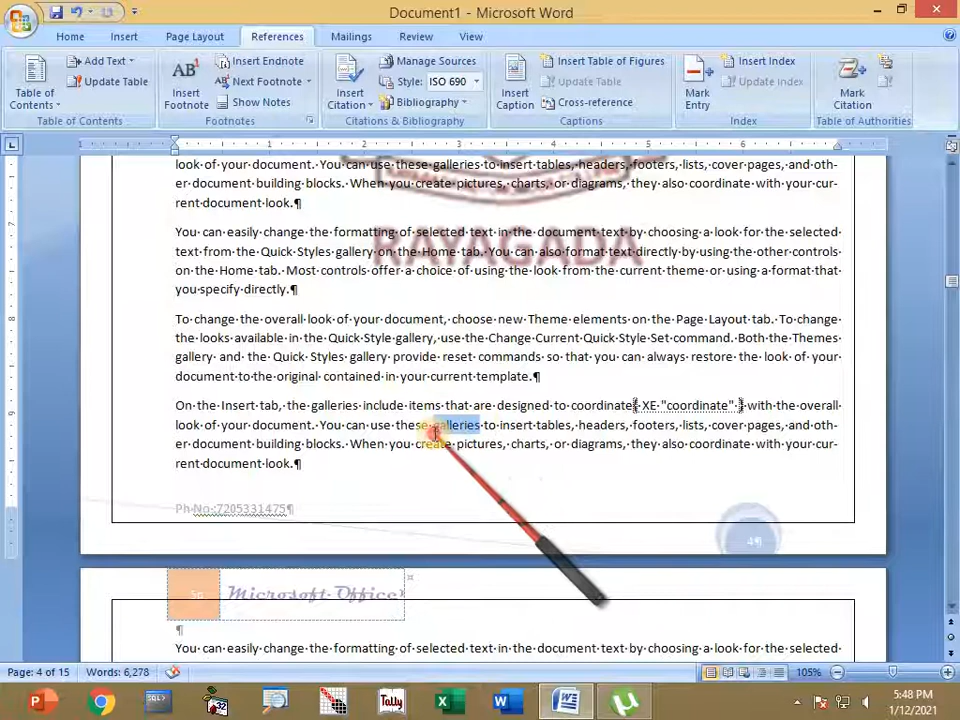 Document1 - Microsoft Word
Home Insert Page Layout References Mailings Review View
Table of Contents
Add Text
Update Table
Table of Contents
AB
Insert Footnote
Insert Endnote
Next Footnote
Show Notes
Footnotes
Insert Citation
Manage Sources
Style: ISO 690
Bibliography
Citations & Bibliography
Insert Caption
Insert Table of Figures
Update Table
Cross-reference
Captions
Mark Entry
Insert Index
Update Index
Index
Mark Citation
Table of Authorities
look of your document. You can use these galleries to insert tables, headers, footers, lists, cover pages, and oth-
er document building blocks. When you create pictures, charts, or diagrams, they also coordinate with your cur-
rent document look.¶
RAYAGADA
You can easily change the formatting of selected text in the document text by choosing a look for the selected
text from the Quick Styles gallery on the Home tab. You can also format text directly by using the other controls
on the Home tab. Most controls offer a choice of using the look from the current theme or using a format that
you specify directly.¶
To change the overall look of your document, choose new Theme elements on the Page Layout tab. To change
the looks available in the Quick Style gallery, use the Change Current Quick Style Set command. Both the Themes
gallery and the Quick Styles gallery provide reset commands so that you can always restore the look of your
document to the original contained in your current template.¶
On the Insert tab, the galleries include items that are designed to coordinate{ XE "coordinate" } with the overall
look of your document. You can use these galleries to insert tables, headers, footers, lists, cover pages, and oth-
er document building blocks. When you create pictures, charts, or diagrams, they also coordinate with your cur-
rent document look.¶
Ph No:7205331475¶
4¶
Microsoft Office
¶
You can easily change the formatting of selected text in the document text by choosing a look for the selected
Page: 4 of 15 Words: 6,278 105%
Tally
5:48 PM
1/12/2021